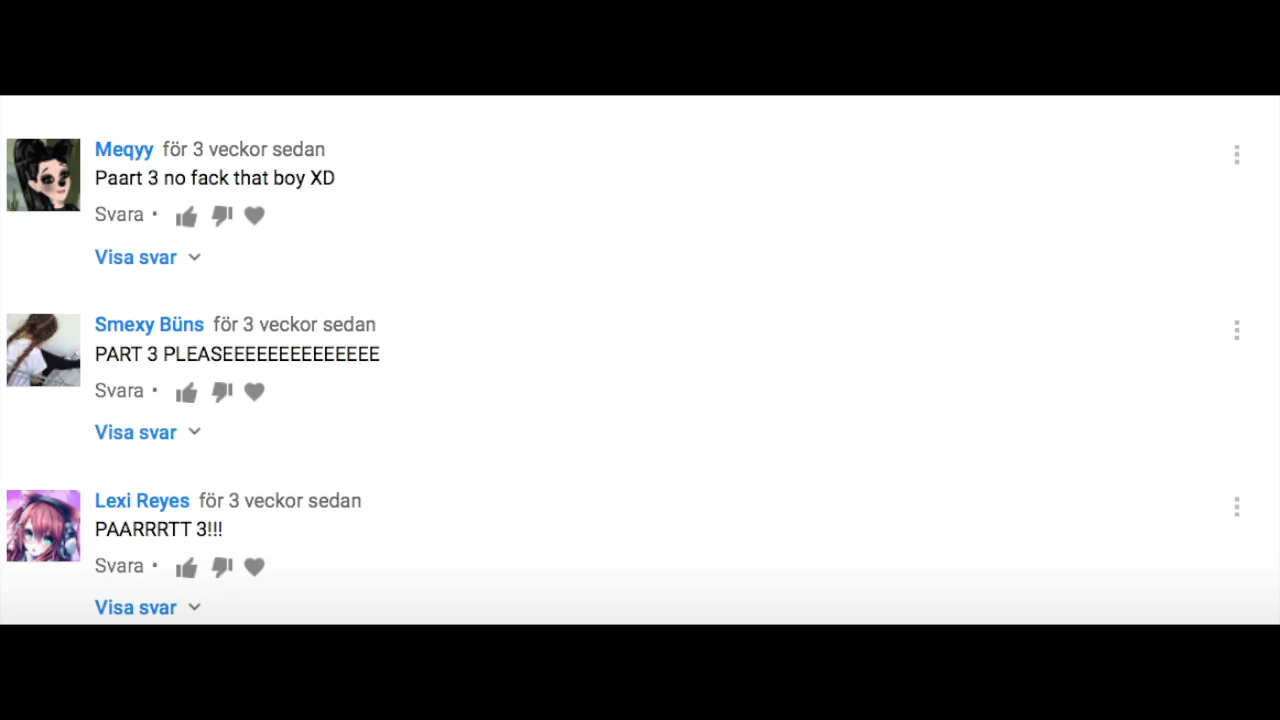 Meqyy för 3 veckor sedan
Paart 3 no fack that boy XD
Svara •
Visa svar
Smexy Büns för 3 veckor sedan
PART 3 PLEASEEEEEEEEEEEEEE
Svara •
Visa svar
Lexi Reyes för 3 veckor sedan
PAARRRTT 3!!!
Svara •
Visa svar